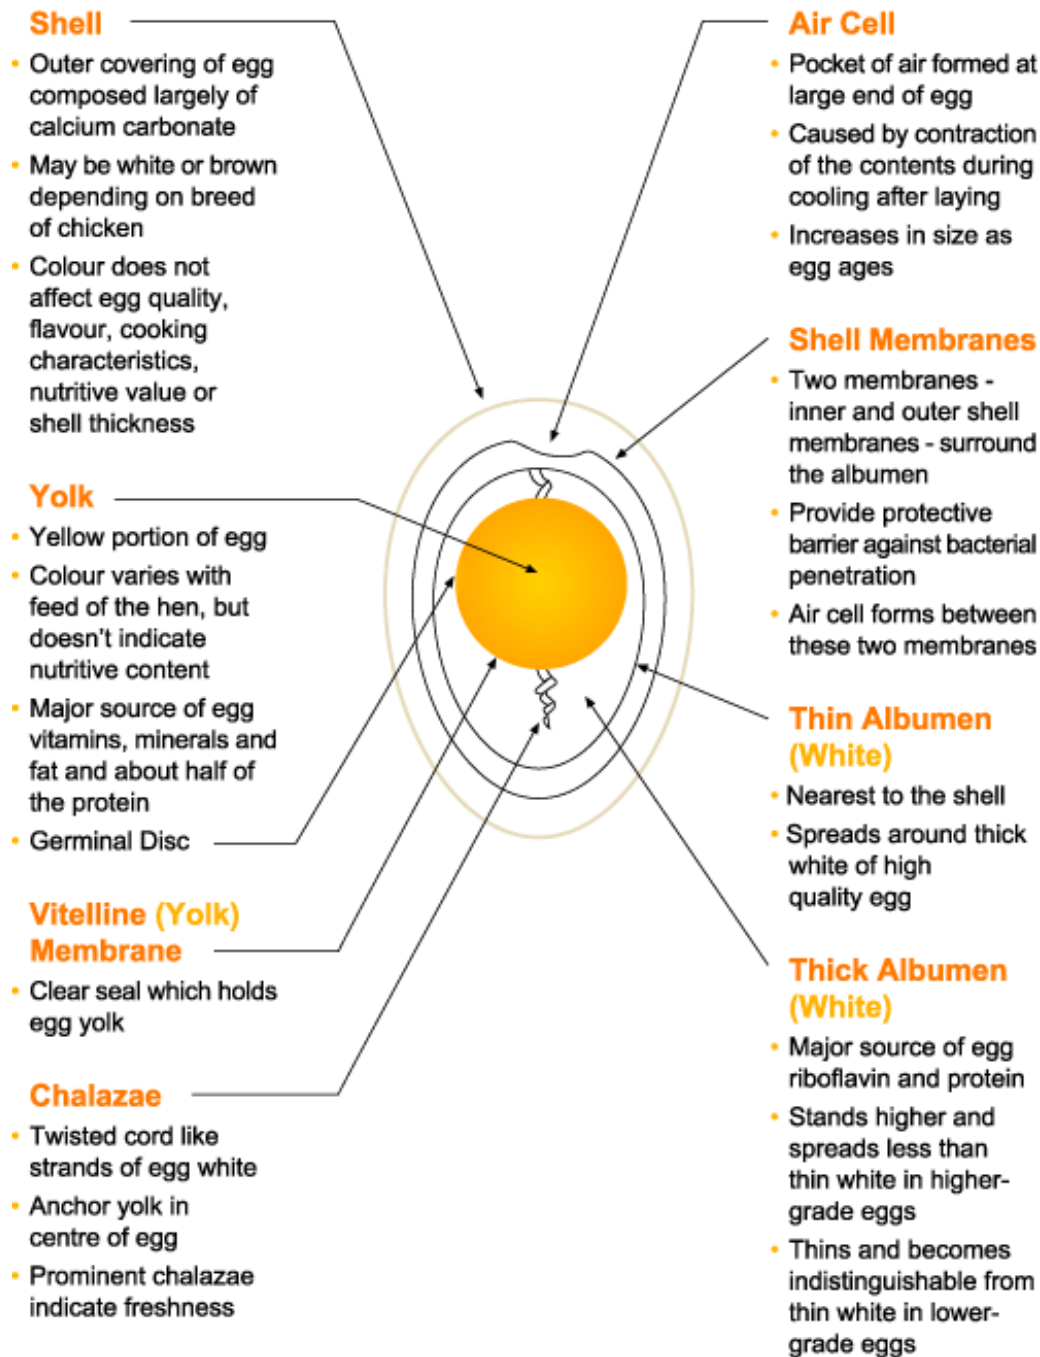 Shell
• Outer covering of egg
composed largely of
calcium carbonate
• May be white or brown
depending on breed
of chicken
• Colour does not
affect egg quality,
flavour, cooking
characteristics,
nutritive value or
shell thickness
Yolk
• Yellow portion of egg
• Colour varies with
feed of the hen, but
doesn't indicate
nutritive content
• Major source of egg
vitamins, minerals and
fat and about half of
the protein
• Germinal Disc
Vitelline (Yolk)
Membrane
• Clear seal which holds
egg yolk
Chalazae
• Twisted cord like
strands of egg white
• Anchor yolk in
centre of egg
• Prominent chalazae
indicate freshness
Air Cell
• Pocket of air formed at
large end of egg
• Caused by contraction
of the contents during
cooling after laying
• Increases in size as
egg ages
Shell Membranes
• Two membranes -
inner and outer shell
membranes - surround
the albumen
• Provide protective
barrier against bacterial
penetration
• Air cell forms between
these two membranes
Thin Albumen
(White)
• Nearest to the shell
• Spreads around thick
white of high
quality egg
Thick Albumen
(White)
• Major source of egg
riboflavin and protein
• Stands higher and
spreads less than
thin white in higher-
grade eggs
• Thins and becomes
indistinguishable from
thin white in lower-
grade eggs